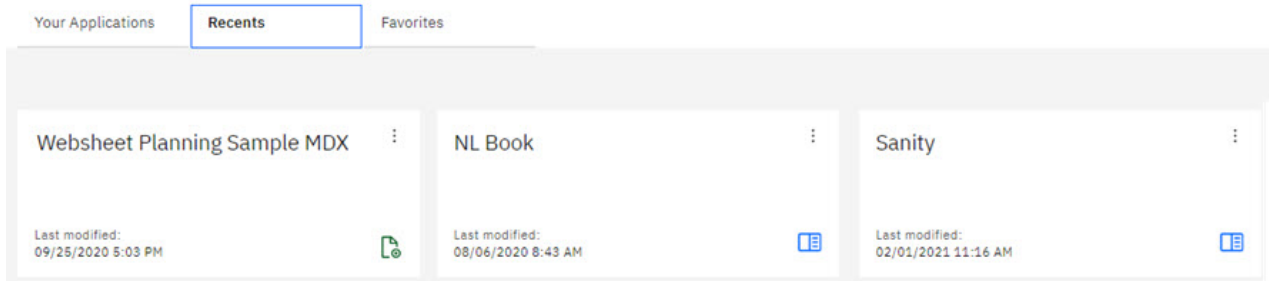 Your Applications Recents Favorites
Websheet Planning Sample MDX NL Book Sanity
Last modified: Last modified: Last modified:
09/25/2020 5:03 PM 08/06/2020 8:43 AM 02/01/2021 11:16 AM